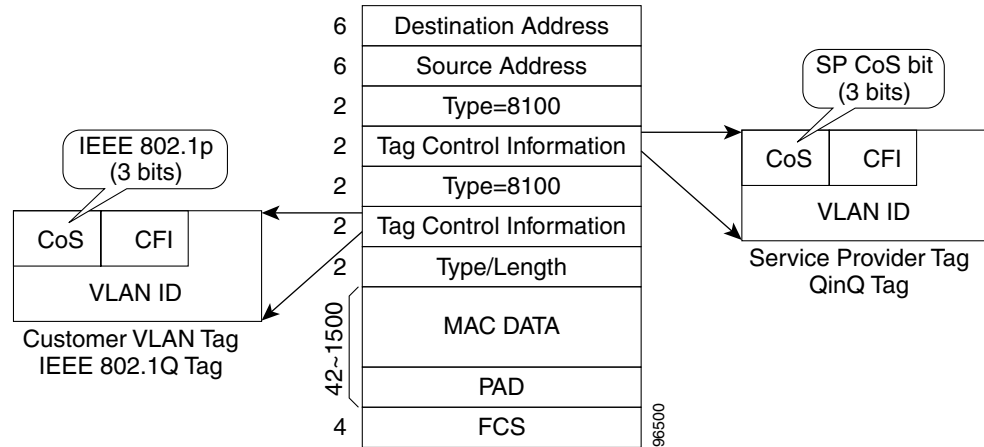 6 Destination Address
6 Source Address
2 Type=8100
2 Tag Control Information
2 Type=8100
2 Tag Control Information
2 Type/Length
42~1500
MAC DATA
PAD
4 FCS
IEEE 802.1p
(3 bits)
CoS CFI
VLAN ID
Customer VLAN Tag
IEEE 802.1Q Tag
SP CoS bit
(3 bits)
CoS CFI
VLAN ID
Service Provider Tag
QinQ Tag
96500